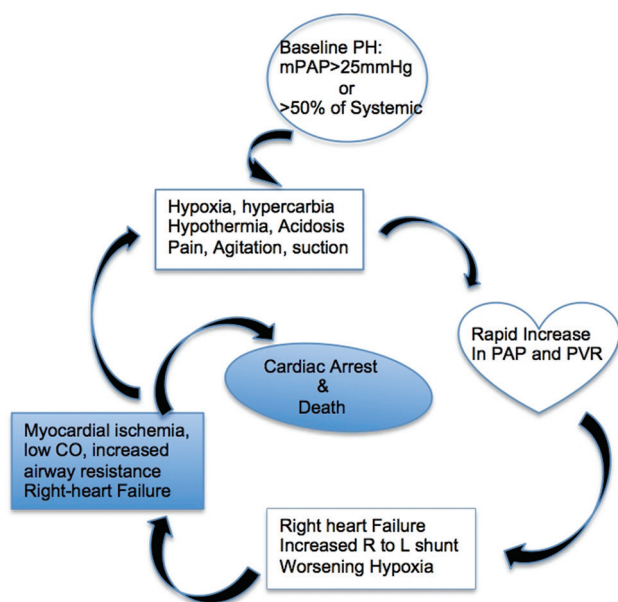 Baseline PH:
mPAP>25mmHg
or
>50% of Systemic
Hypoxia, hypercarbia
Hypothermia, Acidosis
Pain, Agitation, suction
Rapid Increase
In PAP and PVR
Cardiac Arrest
&
Death
Myocardial ischemia,
low CO, increased
airway resistance
Right-heart Failure
Right heart Failure
Increased R to L shunt
Worsening Hypoxia